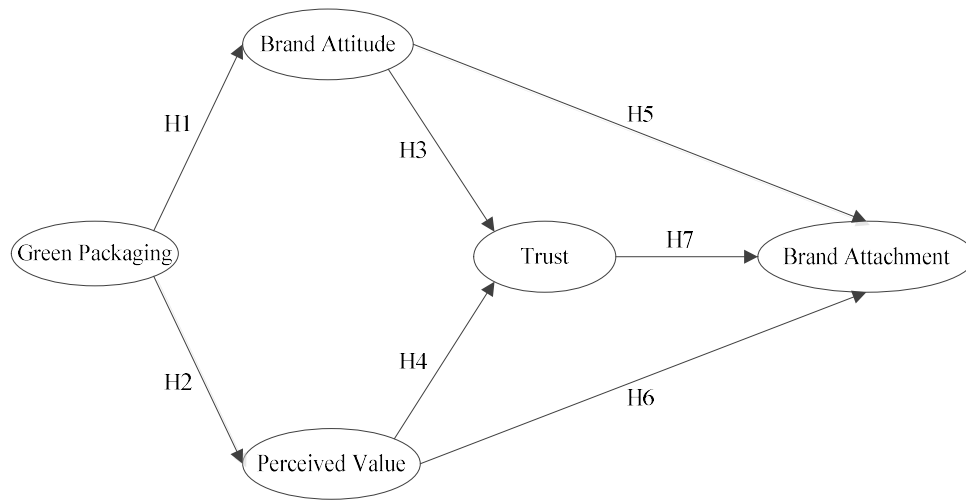 Brand Attitude
H1
H5
H3
Green Packaging
Trust
H7
Brand Attachment
H2
H4
H6
Perceived Value